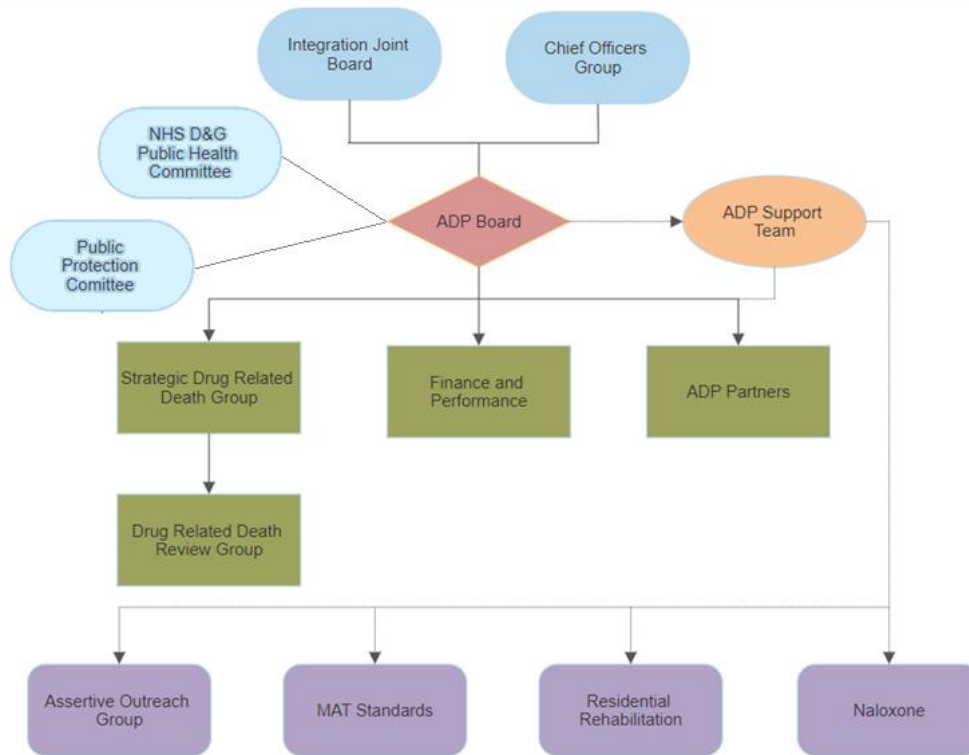 Integration Joint
Board
Chief Officers
Group
NHS D&G
Public Health
Committee
ADP Board
ADP Support
Team
Public
Protection
Comittee
Strategic Drug Related
Death Group
Finance and
Performance
ADP Partners
Drug Related Death
Review Group
Assertive Outreach
Group
MAT Standards
Residential
Rehabilitation
Naloxone